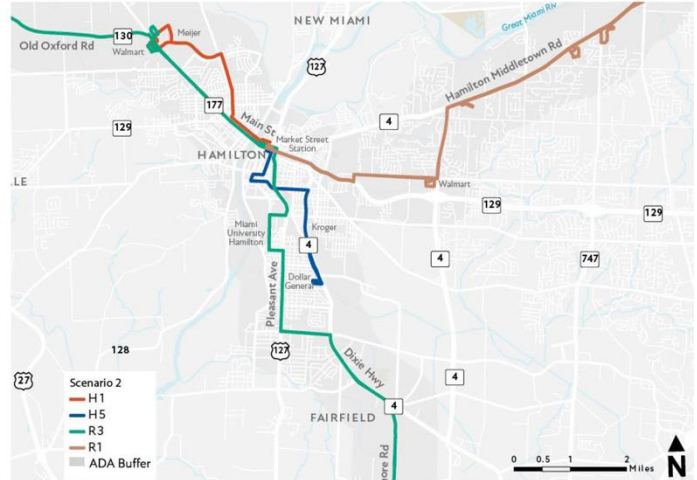 NEW MIAMI
Great Miami Riv
Old Oxford Rd
130
Meijer
Walmart
127
Hamilton Middletown Rd
177
Main St
4
129
Market Street
Station
HAMILTON
LE
Walmart
129
129
Miami
University
Hamilton
Kroger
4
4
747
Pleasant Ave
Dollar
General
128
127
Dixie Hwy
27
4
4
FAIRFIELD
ore Rd
Scenario 2
H1
H5
R3
R1
ADA Buffer
0 0.5 1 2
Miles
N